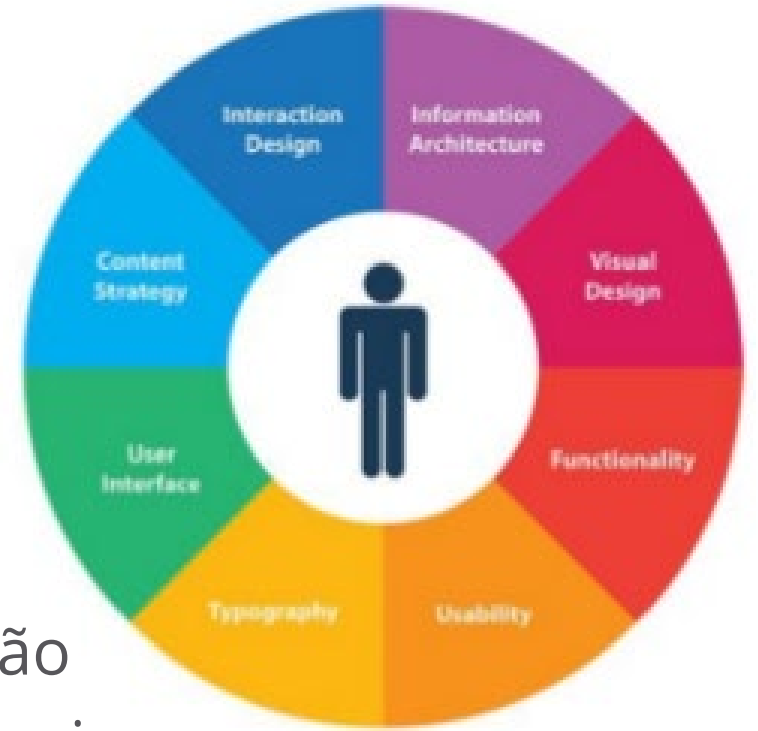 Interaction
Design
Information
Architecture
Visual
Design
Functionality
Usability
Typography
User
Interface
Content
Strategy
ão
.